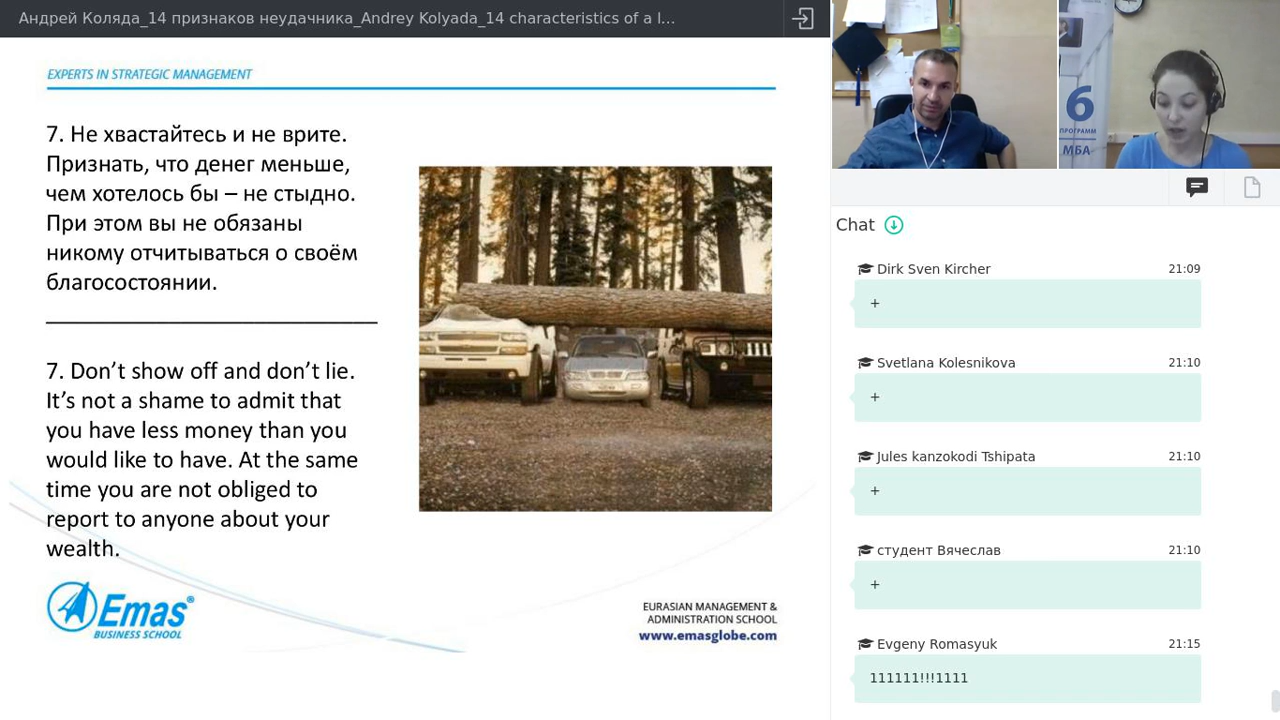 Андрей Коляда_14 признаков неудачника_Andrey Kolyada_14 characteristics of a l...
EXPERTS IN STRATEGIC MANAGEMENT
7. Не хвастайтесь и не врите.
Признать, что денег меньше,
чем хотелось бы – не стыдно.
При этом вы не обязаны
никому отчитываться о своём
благосостоянии.
7. Don’t show off and don’t lie.
It’s not a shame to admit that
you have less money than you
would like to have. At the same
time you are not obliged to
report to anyone about your
wealth.
Emas®
BUSINESS SCHOOL
EURASIAN MANAGEMENT &
ADMINISTRATION SCHOOL
www.emasglobe.com
6
ПРОГРАММ
МБА
Chat
Dirk Sven Kircher 21:09
+
Svetlana Kolesnikova 21:10
+
Jules kanzokodi Tshipata 21:10
+
студент Вячеслав 21:10
+
Evgeny Romasyuk 21:15
111111!!!1111